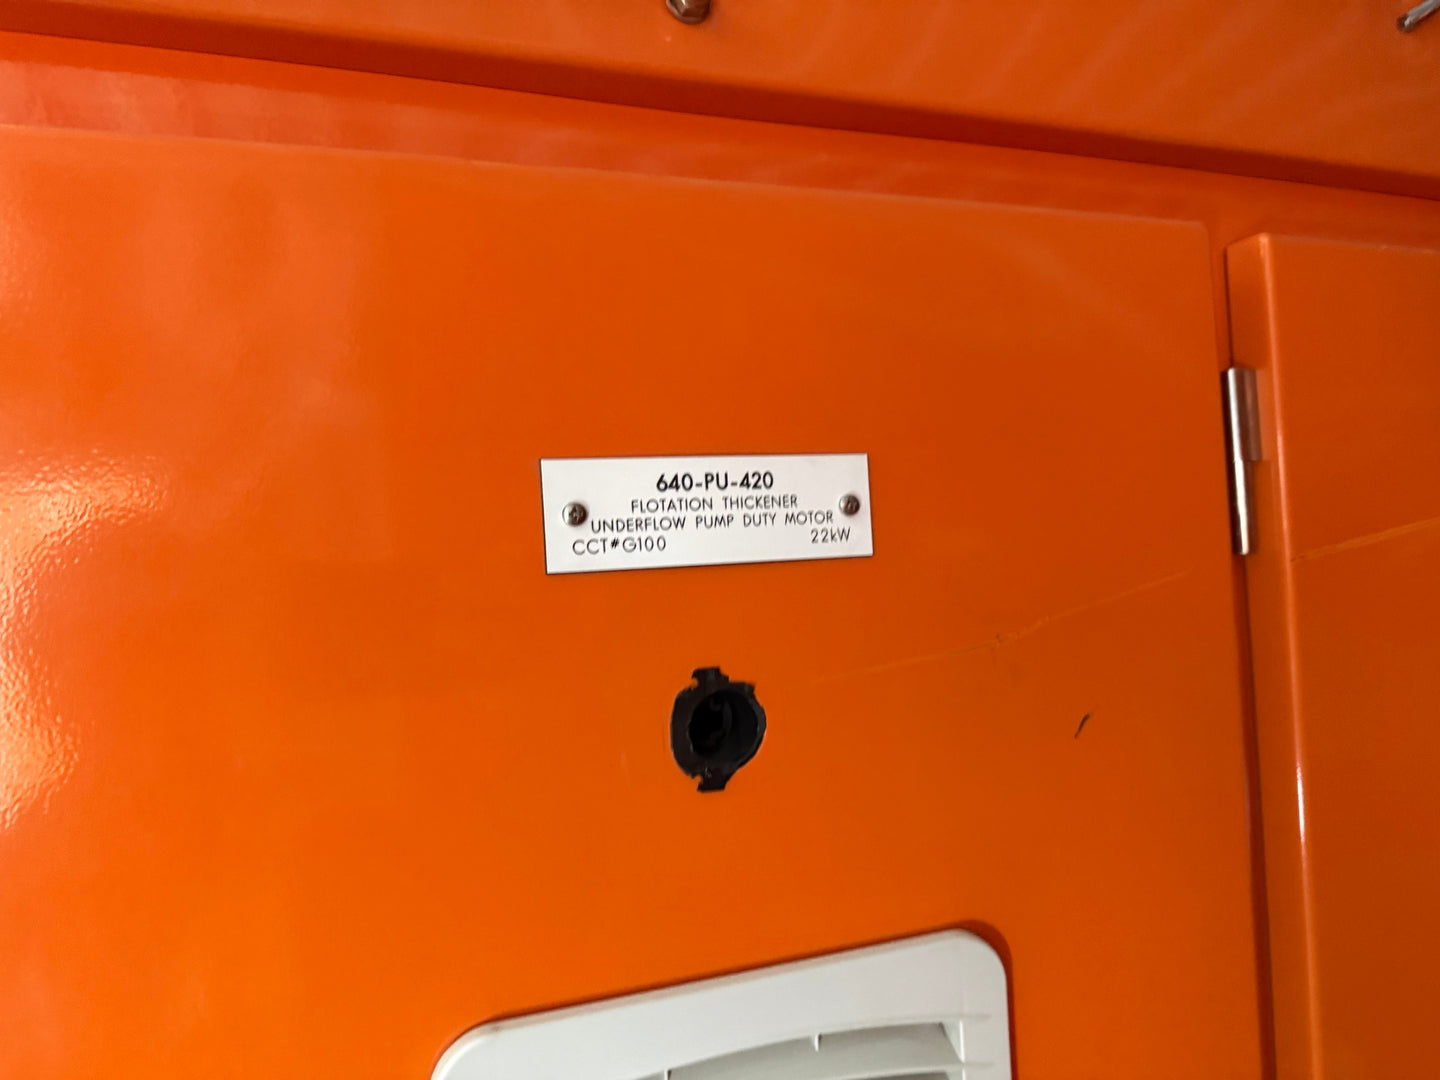 640-PU-420
FLOTATION THICKENER
UNDERFLOW PUMP DUTY MOTOR
CCT#G100 22kW